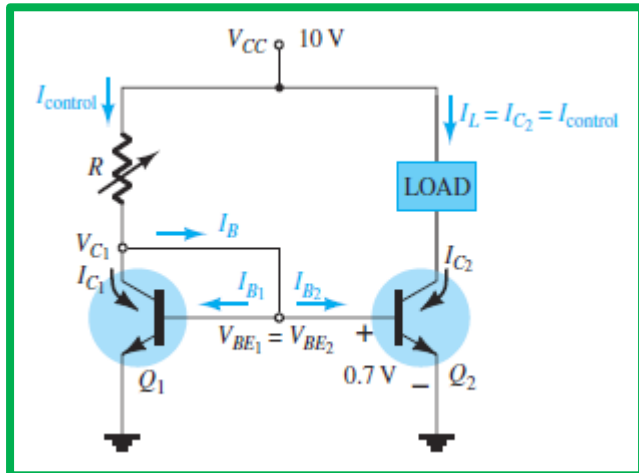 V_CC 10 V
I_control
I_L = I_C2 = I_control
R
LOAD
I_B
V_C1
I_C1
I_B1 I_B2
I_C2
V_BE1 = V_BE2 +
0.7 V –
Q_1
Q_2